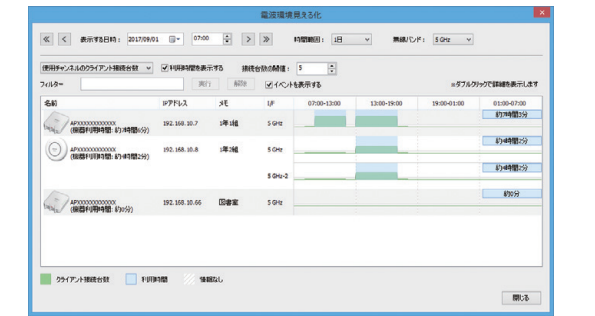 電波環境見える化
表示する日時： 2017/09/01 07:00 時間範囲： 1日 無線バンド： 5 GHz
使用チャンネルのクライアント接続台数 利用時間を表示する 接続台数の閾値： 5
フィルター 実行 解除 イベントを表示する ※ダブルクリックで詳細を表示します
名前 IPアドレス メモ I/F 07:00-13:00 13:00-19:00 19:00-01:00 01:00-07:00
APXXXXXXXXXXXX 192.168.10.7 1年1組 5 GHz 約7時間3分
(機器利用時間: 約7時間6分)
APXXXXXXXXXXXX 192.168.10.8 1年2組 5 GHz 約4時間2分
(機器利用時間: 約4時間2分)
5 GHz-2 約4時間2分
APXXXXXXXXXXXX 192.168.10.66 図書室 5 GHz 約0分
(機器利用時間: 約0分)
クライアント接続台数 利用時間 情報なし
閉じる